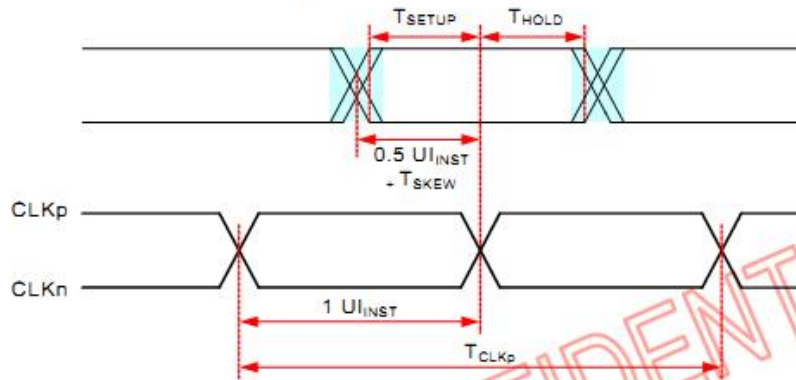 TSETUP THOLD
0.5 UIINST
+ TSKEW
CLKp
CLKn
1 UIINST
TCLKp